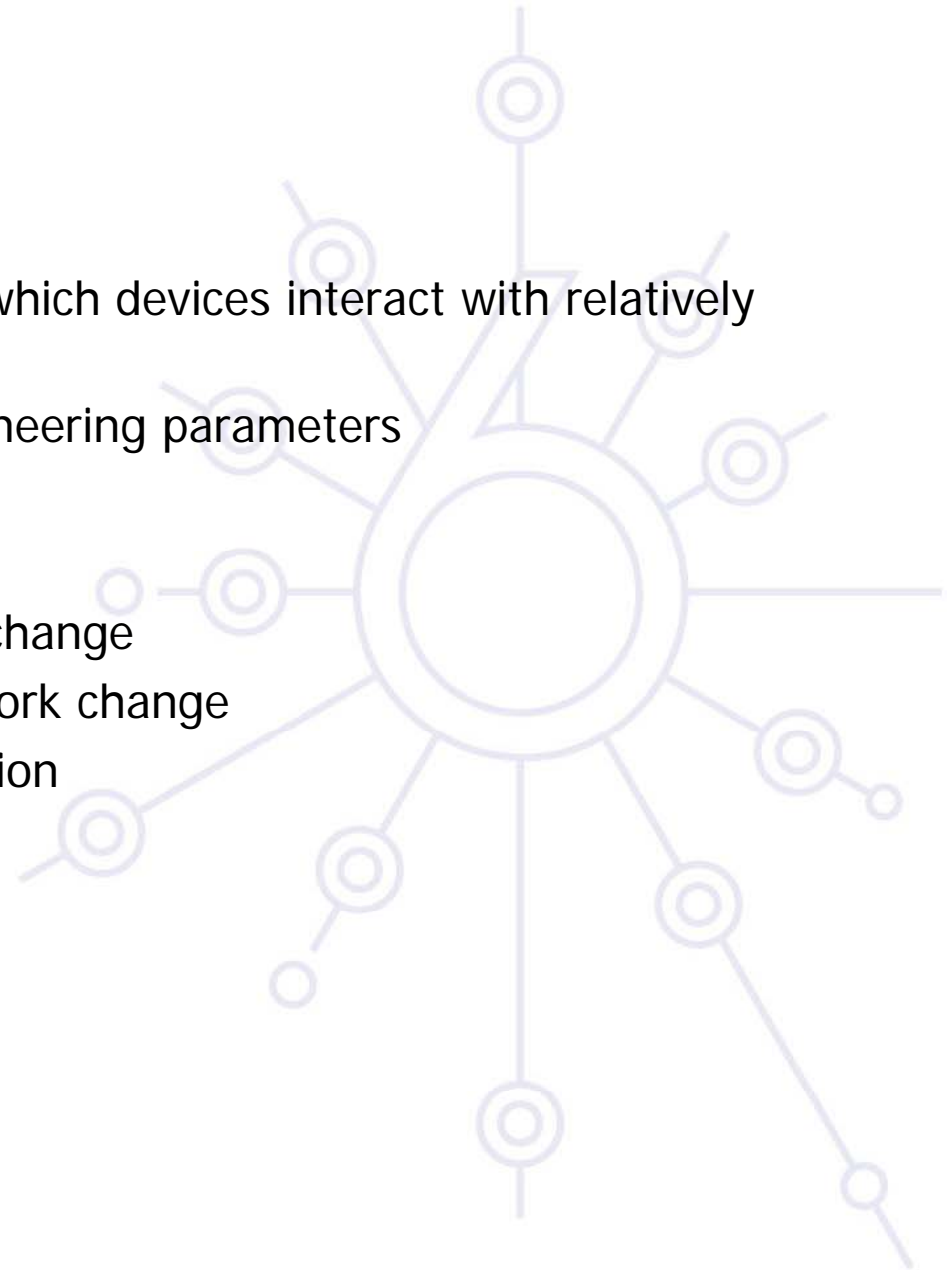 which devices interact with relatively
neering parameters
change
ork change
ion